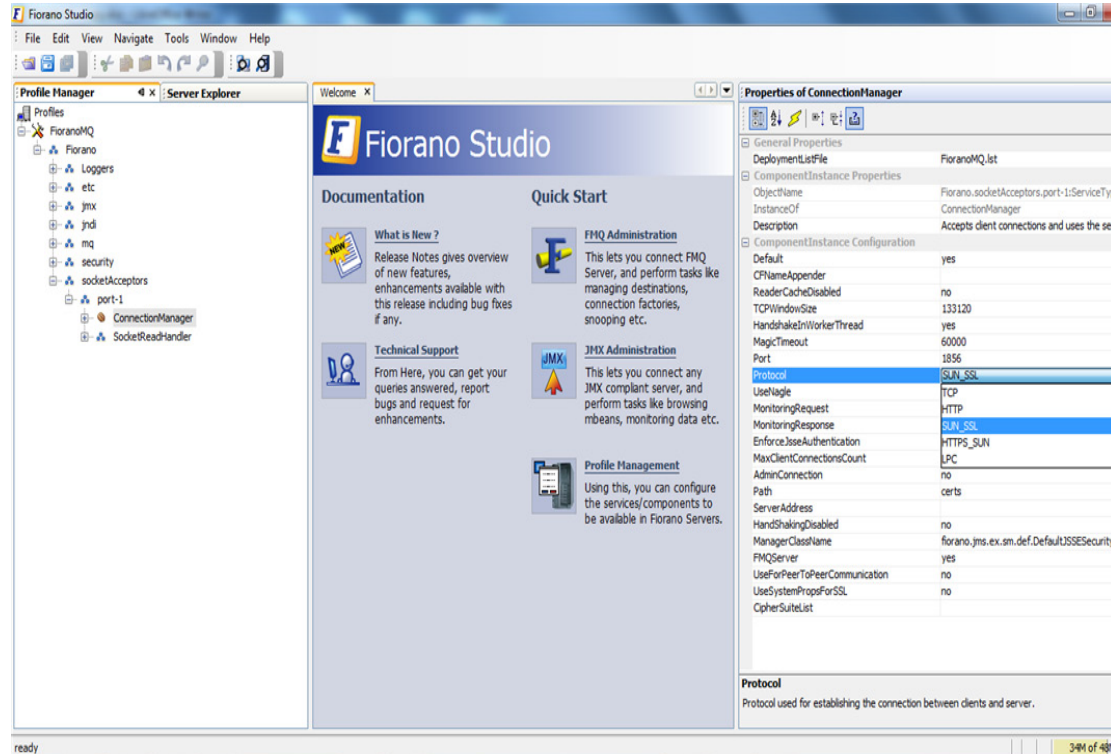 Fiorano Studio
File Edit View Navigate Tools Window Help
Profile Manager
Server Explorer
Profiles
FioranoMQ
Fiorano
Loggers
etc
jmx
jndi
mq
security
socketAcceptors
port-1
ConnectionManager
SocketReadHandler
Welcome
Fiorano Studio
Documentation
NEW
What is New ?
Release Notes gives overview
of new features,
enhancements available with
this release including bug fixes
if any.
Technical Support
From Here, you can get your
queries answered, report
bugs and request for
enhancements.
Quick Start
FMQ Administration
This lets you connect FMQ
Server, and perform tasks like
managing destinations,
connection factories,
snooping etc.
JMX
JMX Administration
This lets you connect any
JMX compliant server, and
perform tasks like browsing
mbeans, monitoring data etc.
Profile Management
Using this, you can configure
the services/components to
be available in Fiorano Servers.
Properties of ConnectionManager
General Properties
DeploymentListFile FioranoMQ.lst
ComponentInstance Properties
ObjectName Fiorano.socketAcceptors.port-1:ServiceTy
InstanceOf ConnectionManager
Description Accepts client connections and uses the se
ComponentInstance Configuration
Default yes
CFNameAppender
ReaderCacheDisabled no
TCPWindowSize 133120
HandshakeInWorkerThread yes
MagicTimeout 60000
Port 1856
Protocol SUN_SSL
UseNagle TCP
MonitoringRequest HTTP
MonitoringResponse SUN_SSL
EnforceJsseAuthentication HTTPS_SUN
MaxClientConnectionsCount LPC
AdminConnection no
Path certs
ServerAddress
HandShakingDisabled no
ManagerClassName fiorano.jms.ex.sm.def.DefaultJSSESecurity
FMQServer yes
UseForPeerToPeerCommunication no
UseSystemPropsForSSL no
CipherSuiteList
Protocol
Protocol used for establishing the connection between clients and server.
ready
34M of